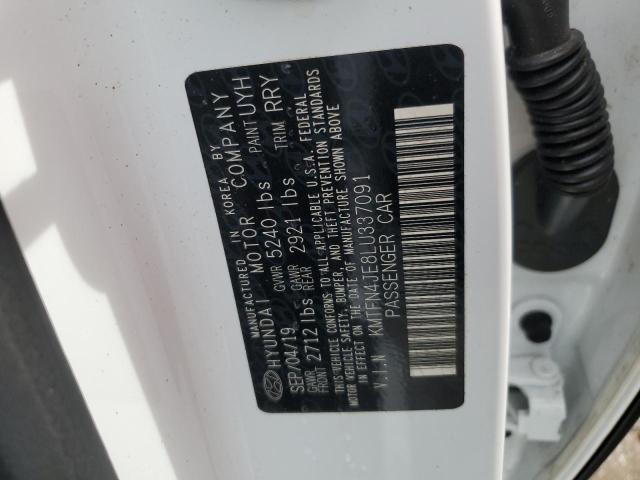 MANUFACTURED IN KOREA BY
HYUNDAI MOTOR COMPANY
SEP/04/19 GVWR 5240 lbs PAINT UYH
GAWR FRONT 2712 lbs GAWR REAR 2921 lbs TRIM RRY
THIS VEHICLE CONFORMS TO ALL APPLICABLE U.S.A. FEDERAL
MOTOR VEHICLE SAFETY, BUMPER, AND THEFT PREVENTION STANDARDS
IN EFFECT ON THE DATE OF MANUFACTURE SHOWN ABOVE
V.I.N KMTFN4JE8LU337091
PASSENGER CAR